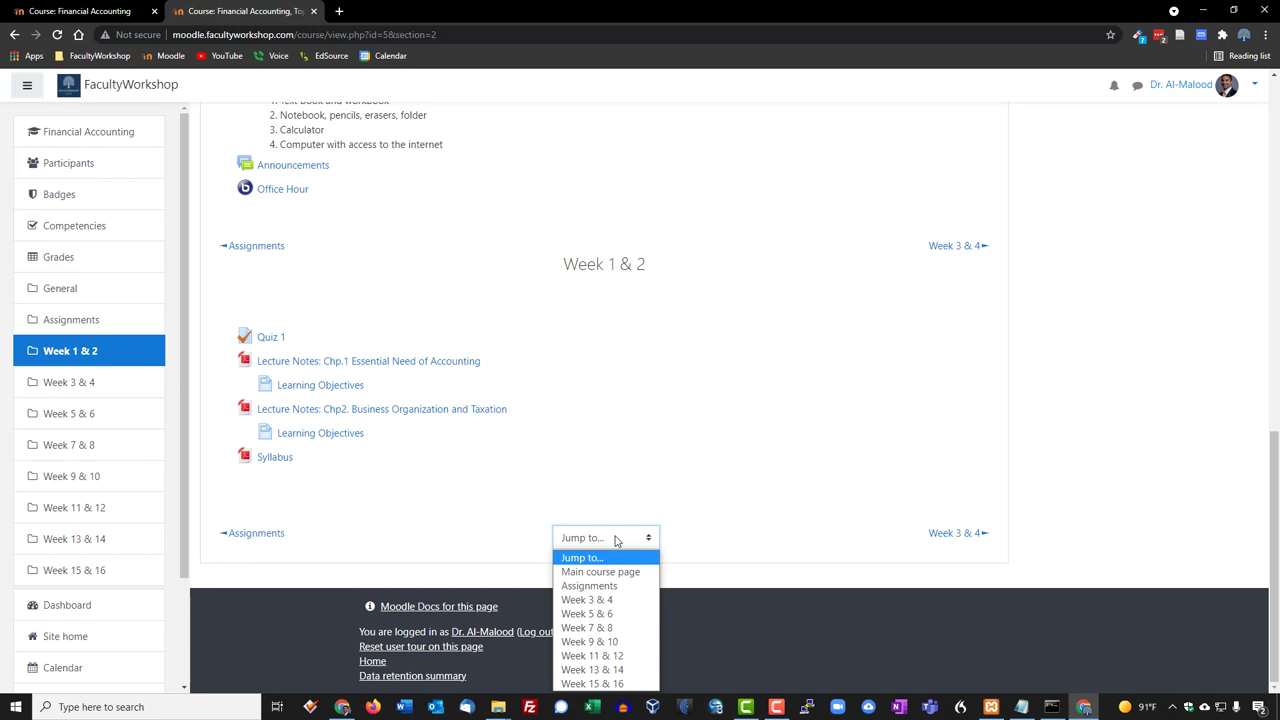 Course: Financial Accounting
Course: Financial Accounting, To
Not secure
moodle.facultyworkshop.com/course/view.php?id=5&section=2
Apps
FacultyWorkshop
Moodle
YouTube
Voice
EdSource
Calendar
Reading list
FacultyWorkshop
Dr. Al-Malood
Financial Accounting
Participants
Badges
Competencies
Grades
General
Assignments
Week 1 & 2
Week 3 & 4
Week 5 & 6
Week 7 & 8
Week 9 & 10
Week 11 & 12
Week 13 & 14
Week 15 & 16
Dashboard
Site home
Calendar
1. Text book and workbook
2. Notebook, pencils, erasers, folder
3. Calculator
4. Computer with access to the internet
Announcements
Office Hour
◄Assignments
Week 3 & 4►
Week 1 & 2
Quiz 1
Lecture Notes: Chp.1 Essential Need of Accounting
Learning Objectives
Lecture Notes: Chp2. Business Organization and Taxation
Learning Objectives
Syllabus
◄Assignments
Jump to...
Week 3 & 4►
Jump to...
Main course page
Assignments
Week 3 & 4
Week 5 & 6
Week 7 & 8
Week 9 & 10
Week 11 & 12
Week 13 & 14
Week 15 & 16
Moodle Docs for this page
You are logged in as Dr. Al-Malood (Log out
Reset user tour on this page
Home
Data retention summary
Type here to search
91°F